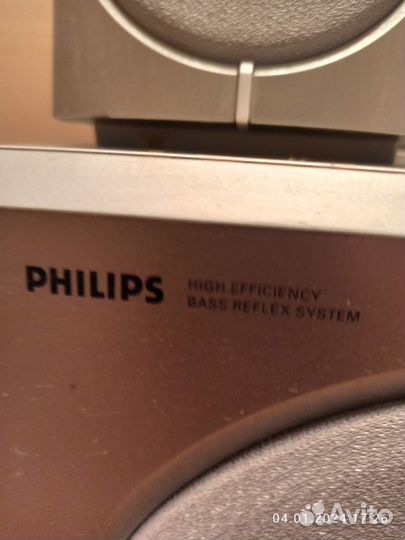 PHILIPS HIGH EFFICIENCY
BASS REFLEX SYSTEM
04.01.2024 17:26
Avito